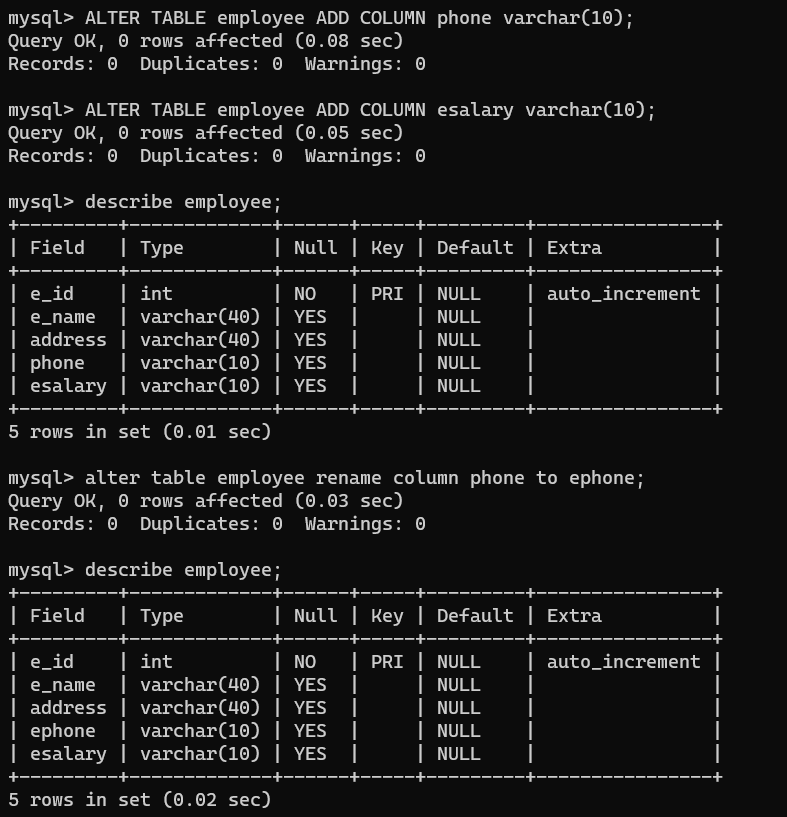 mysql> ALTER TABLE employee ADD COLUMN phone varchar(10);
Query OK, 0 rows affected (0.08 sec)
Records: 0  Duplicates: 0  Warnings: 0

mysql> ALTER TABLE employee ADD COLUMN esalary varchar(10);
Query OK, 0 rows affected (0.05 sec)
Records: 0  Duplicates: 0  Warnings: 0

mysql> describe employee;
+---------+-------------+------+-----+---------+----------------+
| Field   | Type        | Null | Key | Default | Extra          |
+---------+-------------+------+-----+---------+----------------+
| e_id    | int         | NO   | PRI | NULL    | auto_increment |
| e_name  | varchar(40) | YES  |     | NULL    |                |
| address | varchar(40) | YES  |     | NULL    |                |
| phone   | varchar(10) | YES  |     | NULL    |                |
| esalary | varchar(10) | YES  |     | NULL    |                |
+---------+-------------+------+-----+---------+----------------+
5 rows in set (0.01 sec)

mysql> alter table employee rename column phone to ephone;
Query OK, 0 rows affected (0.03 sec)
Records: 0  Duplicates: 0  Warnings: 0

mysql> describe employee;
+---------+-------------+------+-----+---------+----------------+
| Field   | Type        | Null | Key | Default | Extra          |
+---------+-------------+------+-----+---------+----------------+
| e_id    | int         | NO   | PRI | NULL    | auto_increment |
| e_name  | varchar(40) | YES  |     | NULL    |                |
| address | varchar(40) | YES  |     | NULL    |                |
| ephone  | varchar(10) | YES  |     | NULL    |                |
| esalary | varchar(10) | YES  |     | NULL    |                |
+---------+-------------+------+-----+---------+----------------+
5 rows in set (0.02 sec)